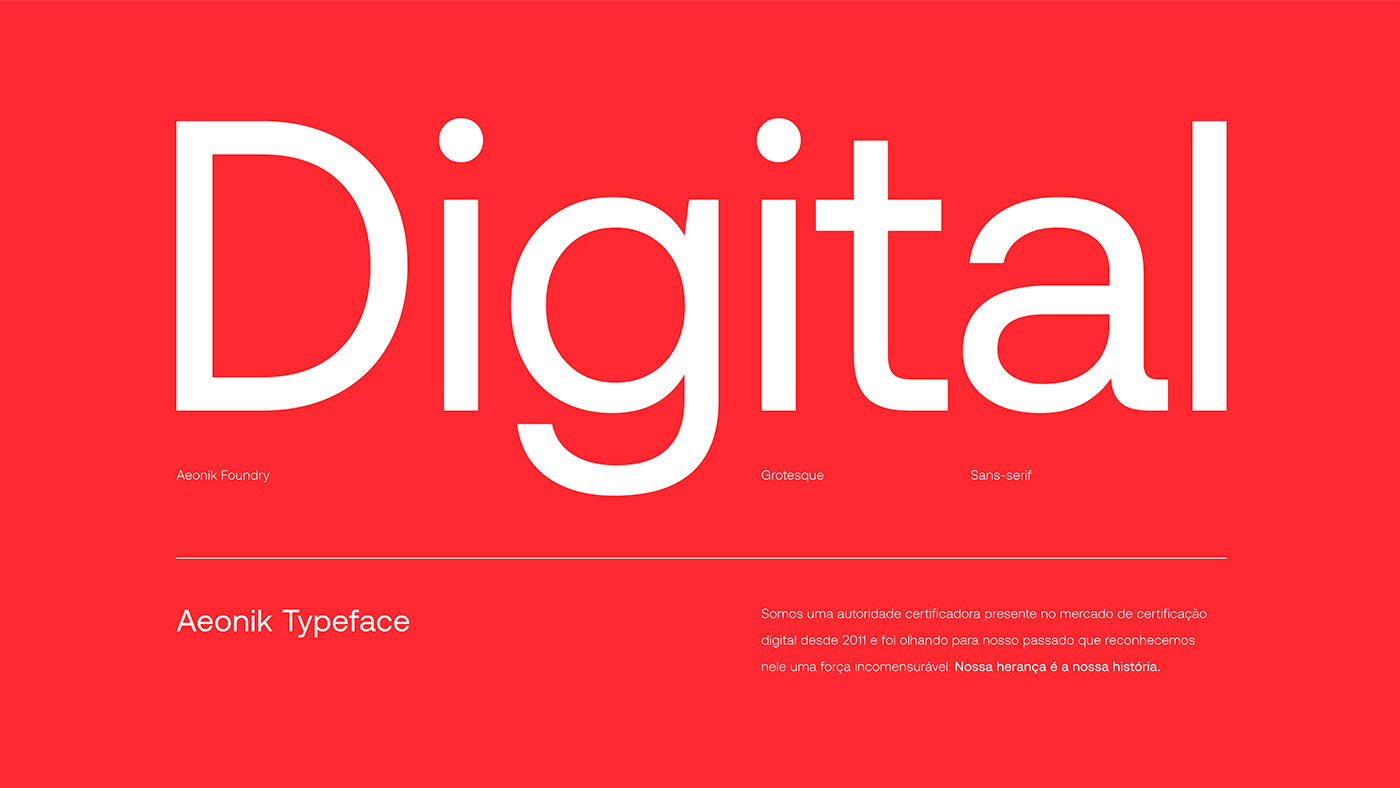 Digital
Aeonik Foundry
Grotesque
Sans-serif
Aeonik Typeface
Somos uma autoridade certificadora presente no mercado de certificação
digital desde 2011 e foi olhando para nosso passado que reconhecemos
nele uma força incomensurável: Nossa herança é a nossa história.